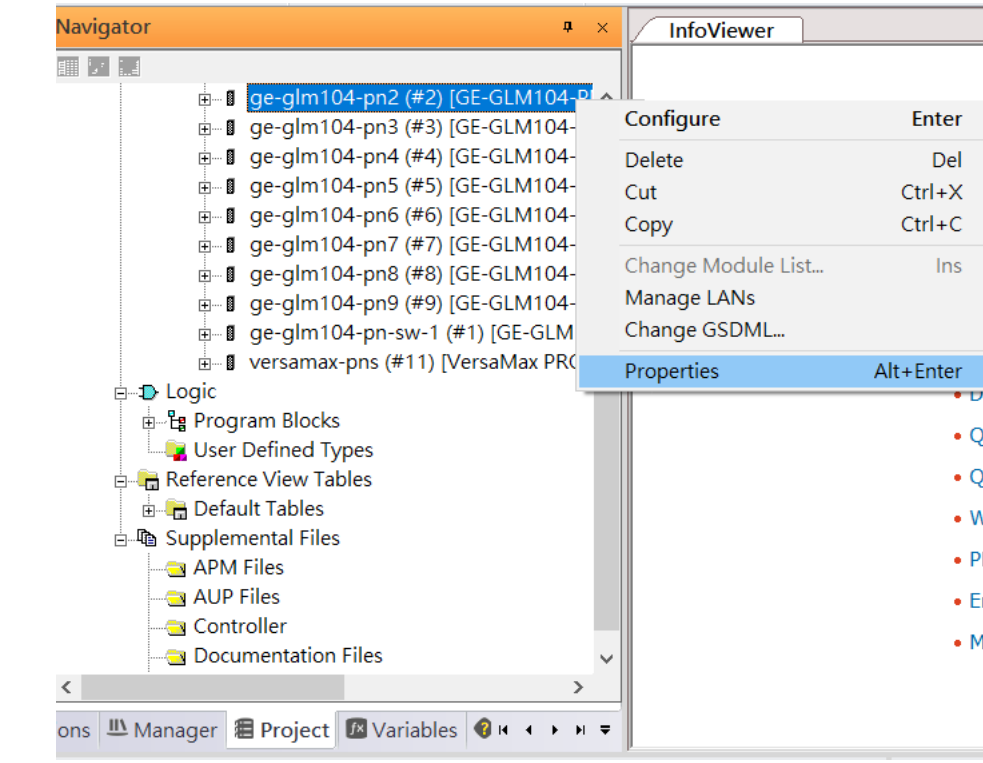 Navigator
InfoViewer
ge-glm104-pn2 (#2) [GE-GLM104-P
ge-glm104-pn3 (#3) [GE-GLM104-
ge-glm104-pn4 (#4) [GE-GLM104-
ge-glm104-pn5 (#5) [GE-GLM104-
ge-glm104-pn6 (#6) [GE-GLM104-
ge-glm104-pn7 (#7) [GE-GLM104-
ge-glm104-pn8 (#8) [GE-GLM104-
ge-glm104-pn9 (#9) [GE-GLM104-
ge-glm104-pn-sw-1 (#1) [GE-GLM
versamax-pns (#11) [VersaMax PRO
Logic
Program Blocks
User Defined Types
Reference View Tables
Default Tables
Supplemental Files
APM Files
AUP Files
Controller
Documentation Files
Configure Enter
Delete Del
Cut Ctrl+X
Copy Ctrl+C
Change Module List... Ins
Manage LANs
Change GSDML...
Properties Alt+Enter
ons Manager Project Variables